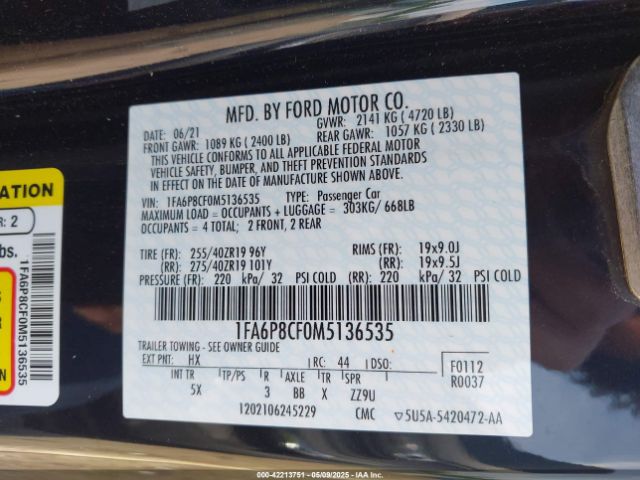 MFD. BY FORD MOTOR CO.
DATE: 06/21 GVWR: 2141 KG ( 4720 LB)
FRONT GAWR: 1089 KG ( 2400 LB) REAR GAWR: 1057 KG ( 2330 LB)
THIS VEHICLE CONFORMS TO ALL APPLICABLE FEDERAL MOTOR
VEHICLE SAFETY, BUMPER, AND THEFT PREVENTION STANDARDS
IN EFFECT ON THE DATE OF MANUFACTURE SHOWN ABOVE.
VIN: 1FA6P8CF0M5136535 TYPE: Passenger Car
MAXIMUM LOAD = OCCUPANTS + LUGGAGE = 303KG/ 668LB
OCCUPANTS = 4 TOTAL; 2 FRONT, 2 REAR
TIRE (FR): 255/40ZR19 96Y RIMS (FR): 19x9.0J
(RR): 275/40ZR19 101Y (RR): 19x9.5J
PRESSURE (FR): 220 kPa/ 32 PSI COLD (RR): 220 kPa/ 32 PSI COLD
1FA6P8CF0M5136535
TRAILER TOWING - SEE OWNER GUIDE
EXT PNT: HX RC: 44 DSO: F0112
R0037
INT TR TP/PS R AXLE TR SPR
5X 3 BB X ZZ9U
1202106245229 CMC 5U5A-5420472-AA
ATION
R: 2
bs.
1FA6P8CF0M5136535
000-42213751 - 05/09/2025 - IAAI.COM